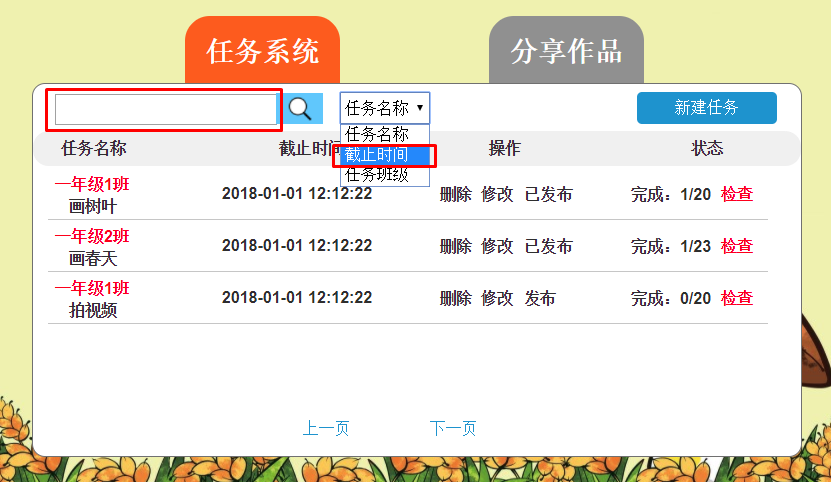 任务系统 分享作品
任务名称 新建任务
任务名称
截止时间
任务班级
任务名称 截止时间 操作 状态
一年级1班
画树叶 2018-01-01 12:12:22 删除 修改 已发布 完成：1/20 检查
一年级2班
画春天 2018-01-01 12:12:22 删除 修改 已发布 完成：1/23 检查
一年级1班
拍视频 2018-01-01 12:12:22 删除 修改 发布 完成：0/20 检查
上一页 下一页